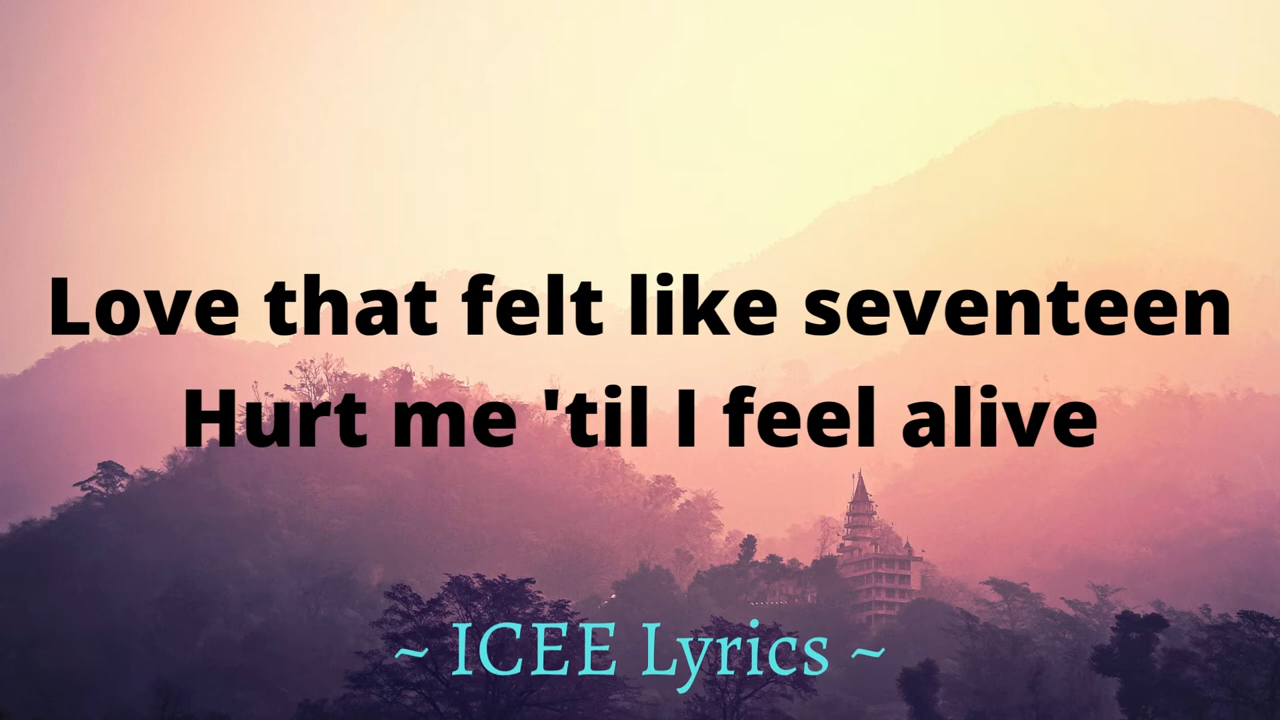 Love that felt like seventeen
Hurt me 'til I feel alive
~ ICEE Lyrics ~